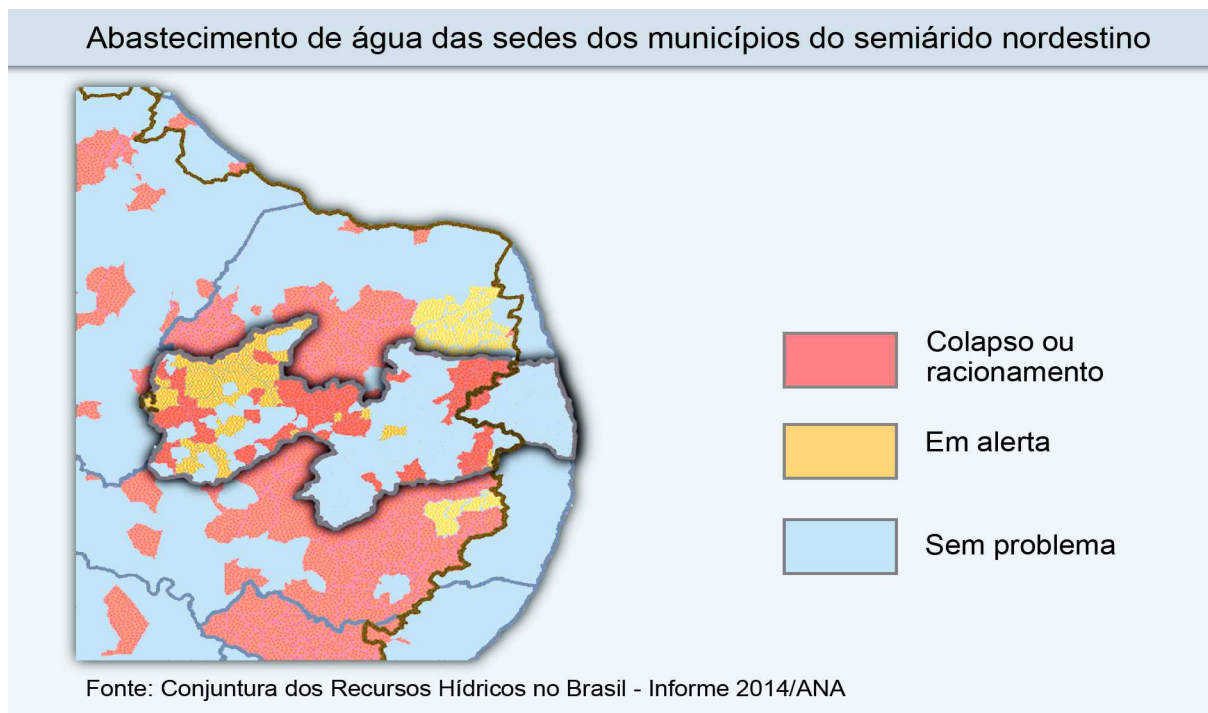 Abastecimento de água das sedes dos municípios do semiárido nordestino
Colapso ou
racionamento
Em alerta
Sem problema
Fonte: Conjuntura dos Recursos Hídricos no Brasil - Informe 2014/ANA